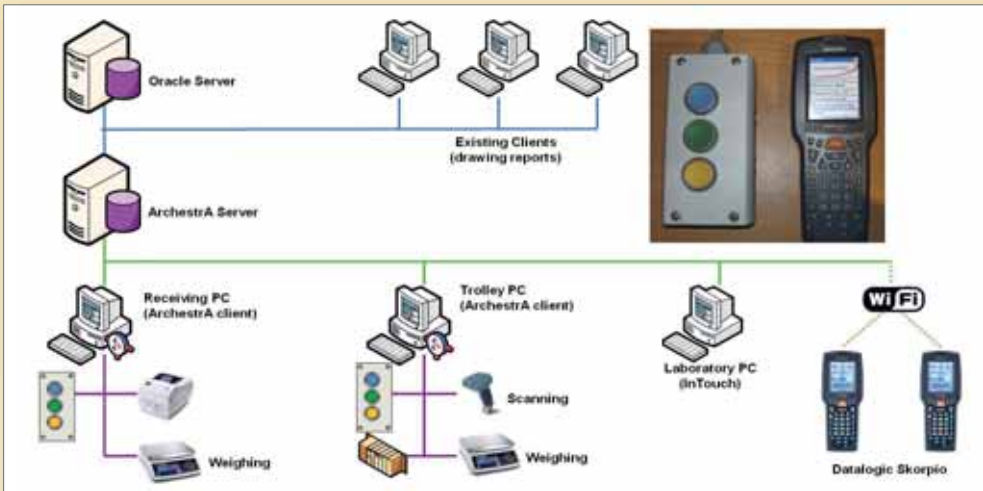 Oracle Server
Existing Clients
(drawing reports)
ArchestrA Server
Receiving PC
(ArchestrA client)
Trolley PC
(ArchestrA client)
Laboratory PC
(InTouch)
Wi Fi
Scanning
Weighing
Weighing
Datalogic Skorpio